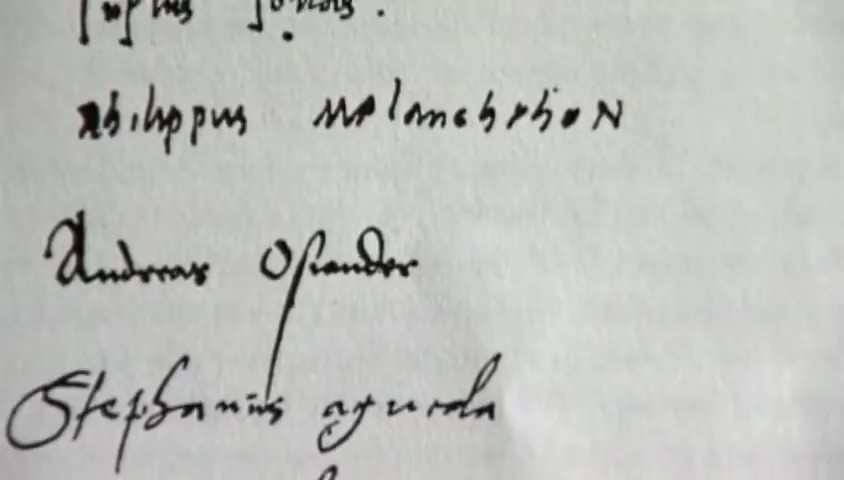 philippus Melanchthon
Andreas Osiander
Stephanus agricola